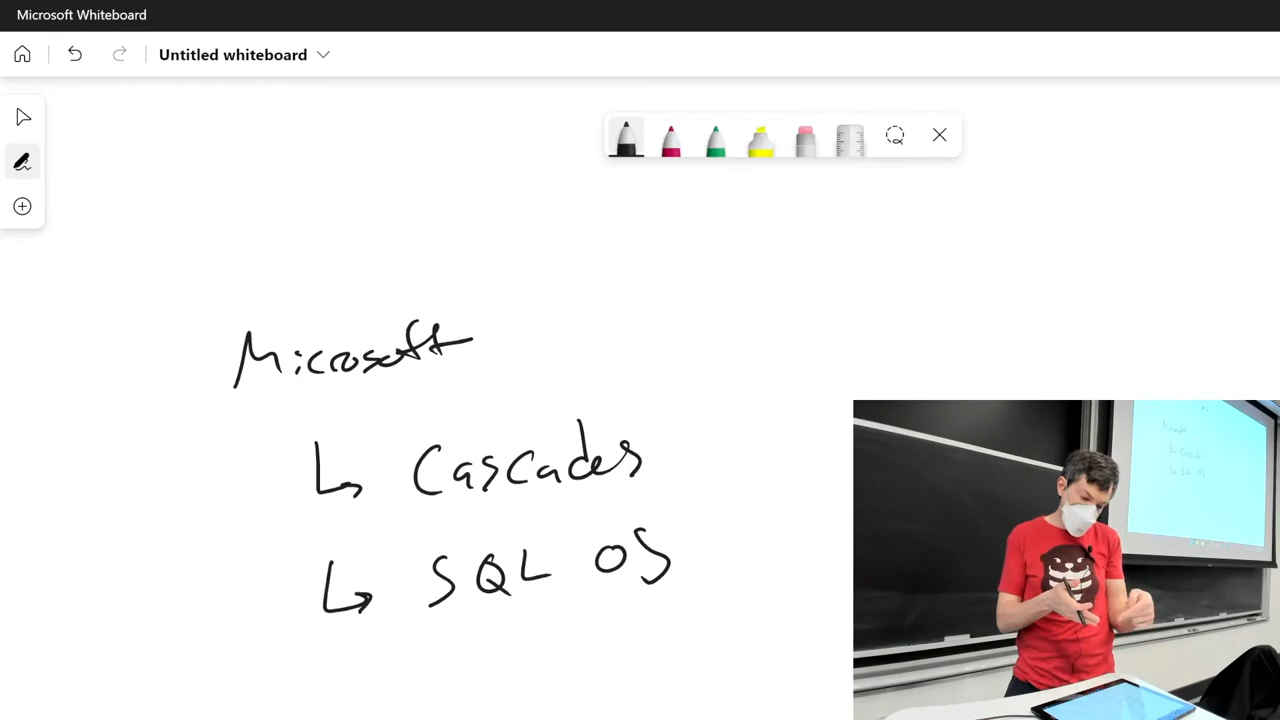 Microsoft Whiteboard
Untitled whiteboard
Microsoft
↳ Cascades
↳ SQL OS